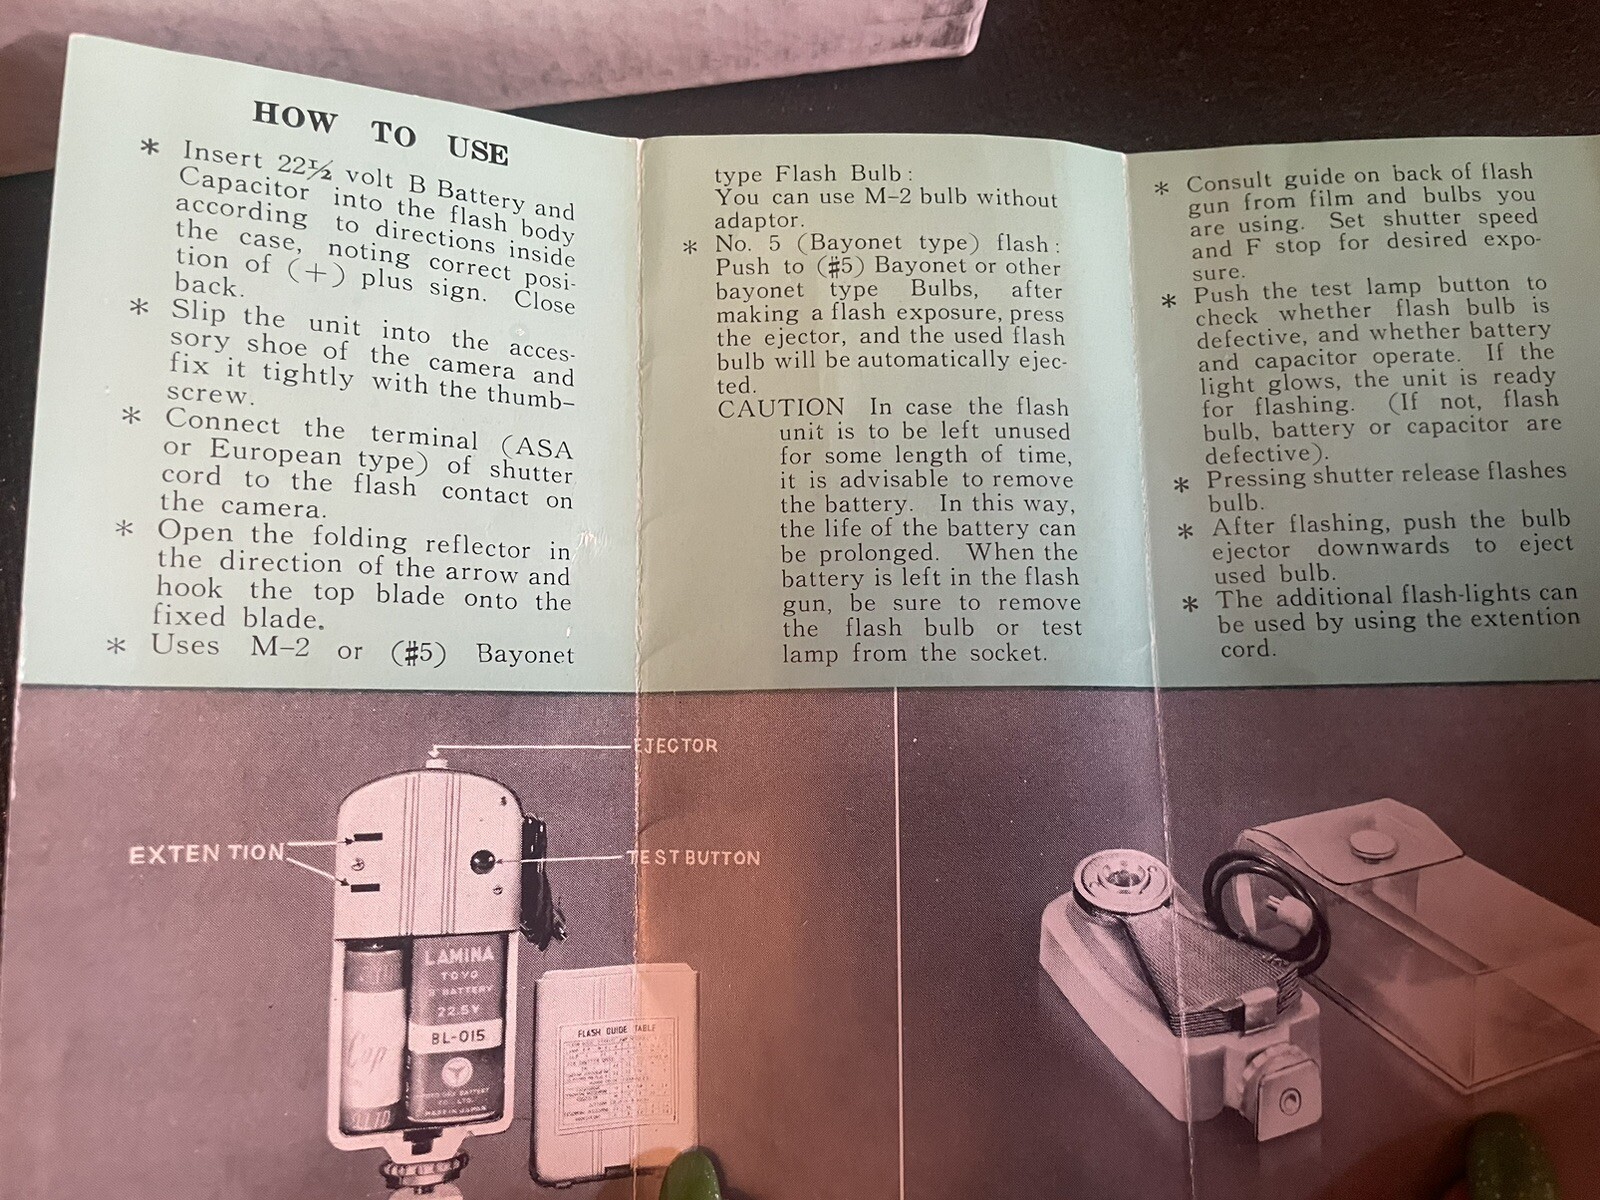 HOW TO USE
* Insert 22½ volt B Battery and
Capacitor into the flash body
according to directions inside
the case, noting correct posi-
tion of (+) plus sign. Close
back.
* Slip the unit into the acces-
sory shoe of the camera and
fix it tightly with the thumb-
screw.
* Connect the terminal (ASA
or European type) of shutter
cord to the flash contact on
the camera.
* Open the folding reflector in
the direction of the arrow and
hook the top blade onto the
fixed blade.
* Uses M-2 or (#5) Bayonet
type Flash Bulb:
You can use M-2 bulb without
adaptor.
* No. 5 (Bayonet type) flash:
Push to (#5) Bayonet or other
bayonet type Bulbs, after
making a flash exposure, press
the ejector, and the used flash
bulb will be automatically ejec-
ted.
CAUTION In case the flash
unit is to be left unused
for some length of time,
it is advisable to remove
the battery. In this way,
the life of the battery can
be prolonged. When the
battery is left in the flash
gun, be sure to remove
the flash bulb or test
lamp from the socket.
* Consult guide on back of flash
gun from film and bulbs you
are using. Set shutter speed
and F stop for desired expo-
sure.
* Push the test lamp button to
check whether flash bulb is
defective, and whether battery
and capacitor operate. If the
light glows, the unit is ready
for flashing. (If not, flash
bulb, battery or capacitor are
defective).
* Pressing shutter release flashes
bulb.
* After flashing, push the bulb
ejector downwards to eject
used bulb.
* The additional flash-lights can
be used by using the extention
cord.
EJECTOR
EXTENTION
TEST BUTTON
LAMINA
TOYO
B BATTERY
22.5V
BL-015
BATTERY
CO., LTD.
MADE IN JAPAN
Cap
FLASH GUIDE TABLE